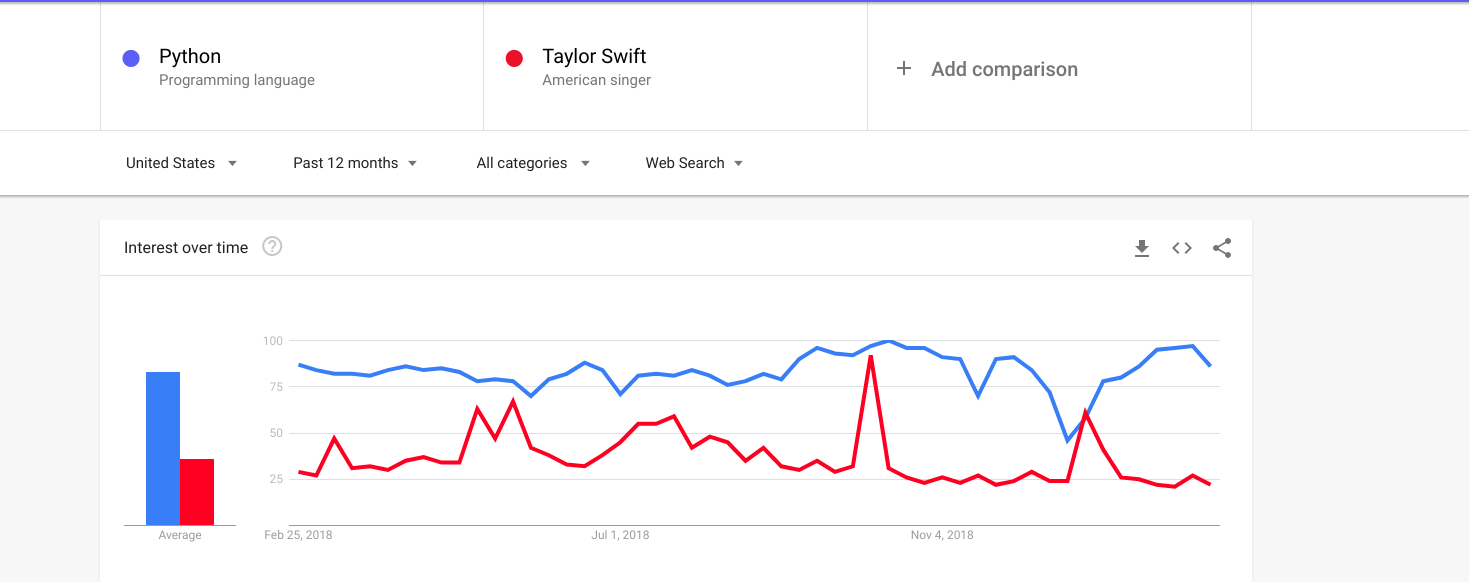 Python
Programming language
Taylor Swift
American singer
+ Add comparison
United States
Past 12 months
All categories
Web Search
Interest over time
?
100
75
50
25
Average
Feb 25, 2018
Jul 1, 2018
Nov 4, 2018